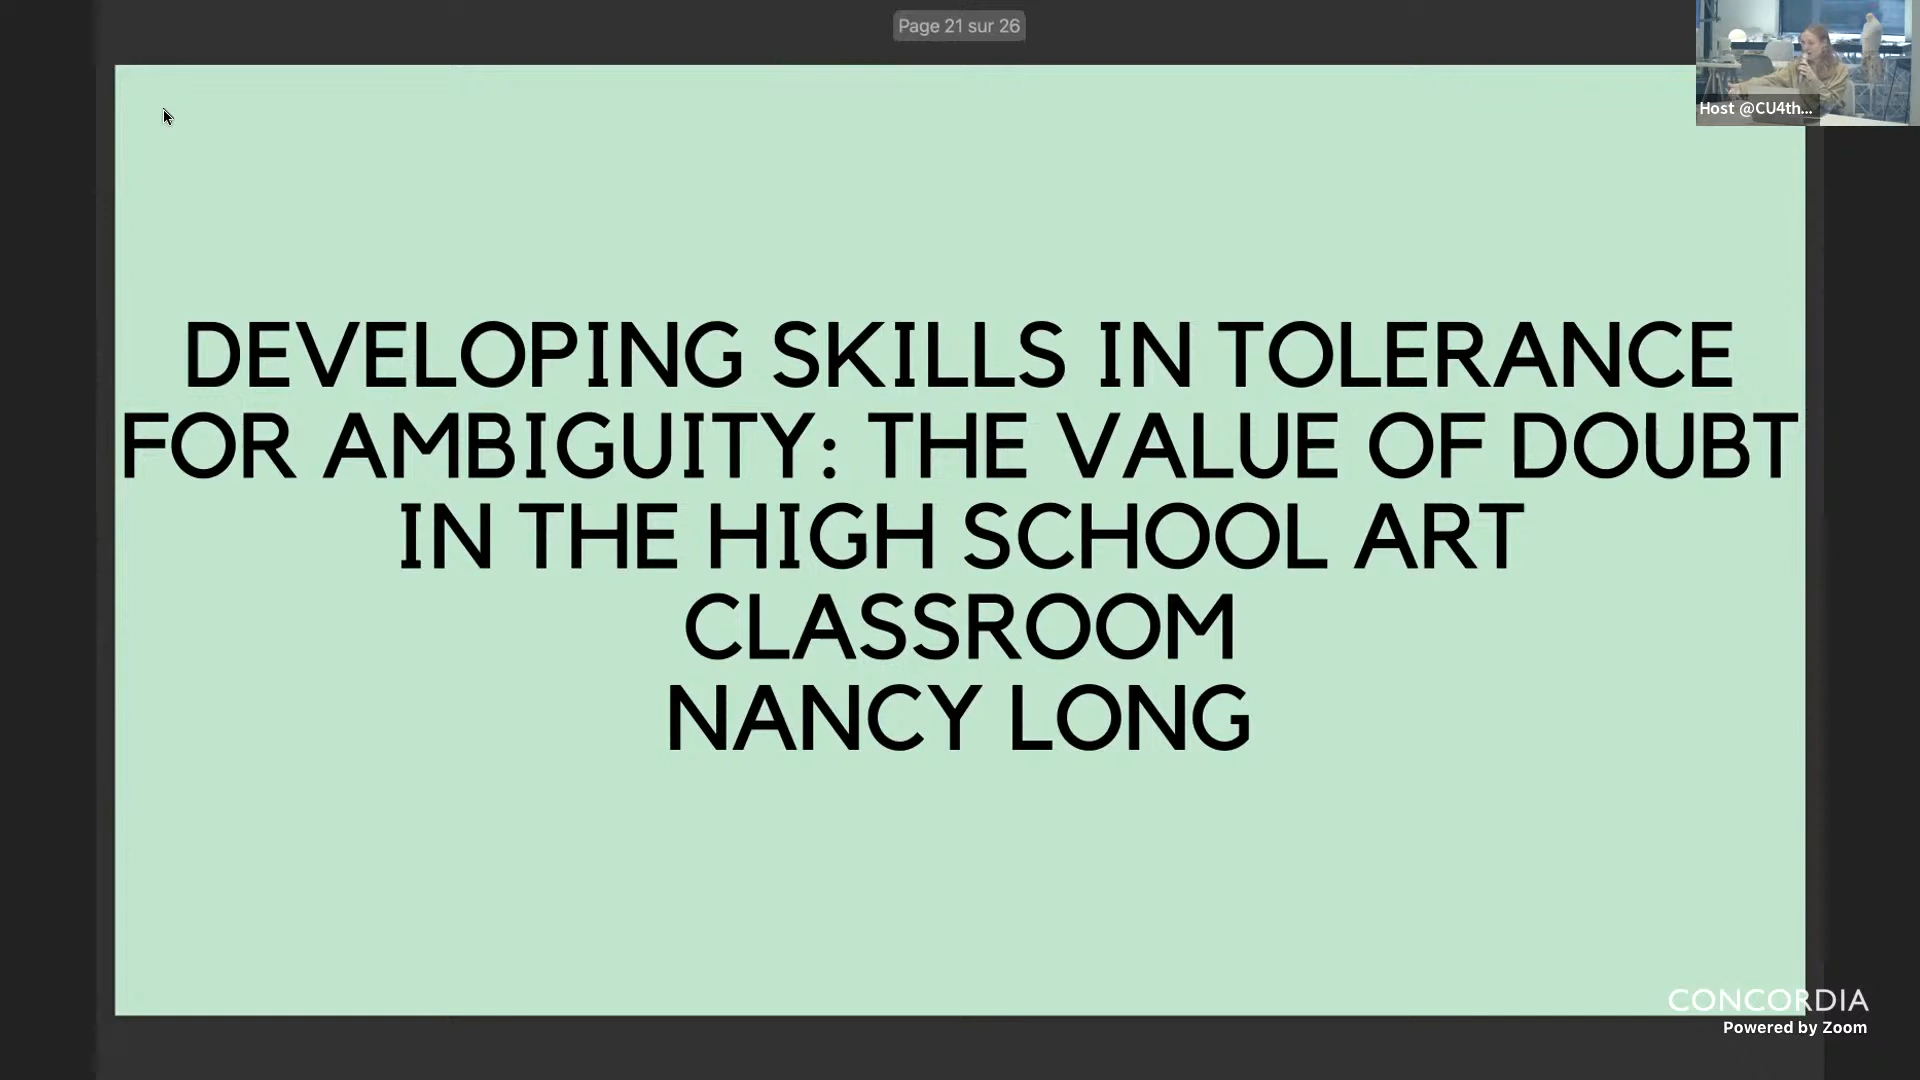 Page 21 sur 26
Host @CU4th...
DEVELOPING SKILLS IN TOLERANCE
FOR AMBIGUITY: THE VALUE OF DOUBT
IN THE HIGH SCHOOL ART
CLASSROOM
NANCY LONG
CONCORDIA
Powered by Zoom